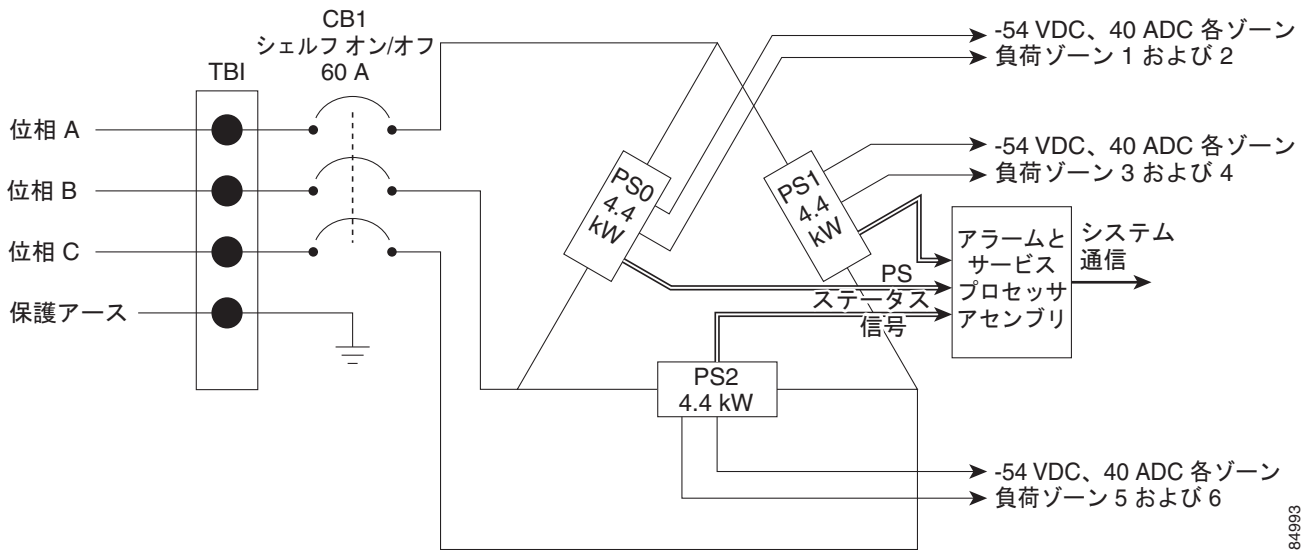 CB1
シェルフ オン/オフ
60 A
TBI
位相 A
位相 B
位相 C
保護アース
PS0
4.4
kW
PS1
4.4
kW
PS2
4.4 kW
-54 VDC、40 ADC 各ゾーン
負荷ゾーン 1 および 2
-54 VDC、40 ADC 各ゾーン
負荷ゾーン 3 および 4
PS
ステータス
信号
アラームと
サービス
プロセッサ
アセンブリ
システム
通信
-54 VDC、40 ADC 各ゾーン
負荷ゾーン 5 および 6
84993